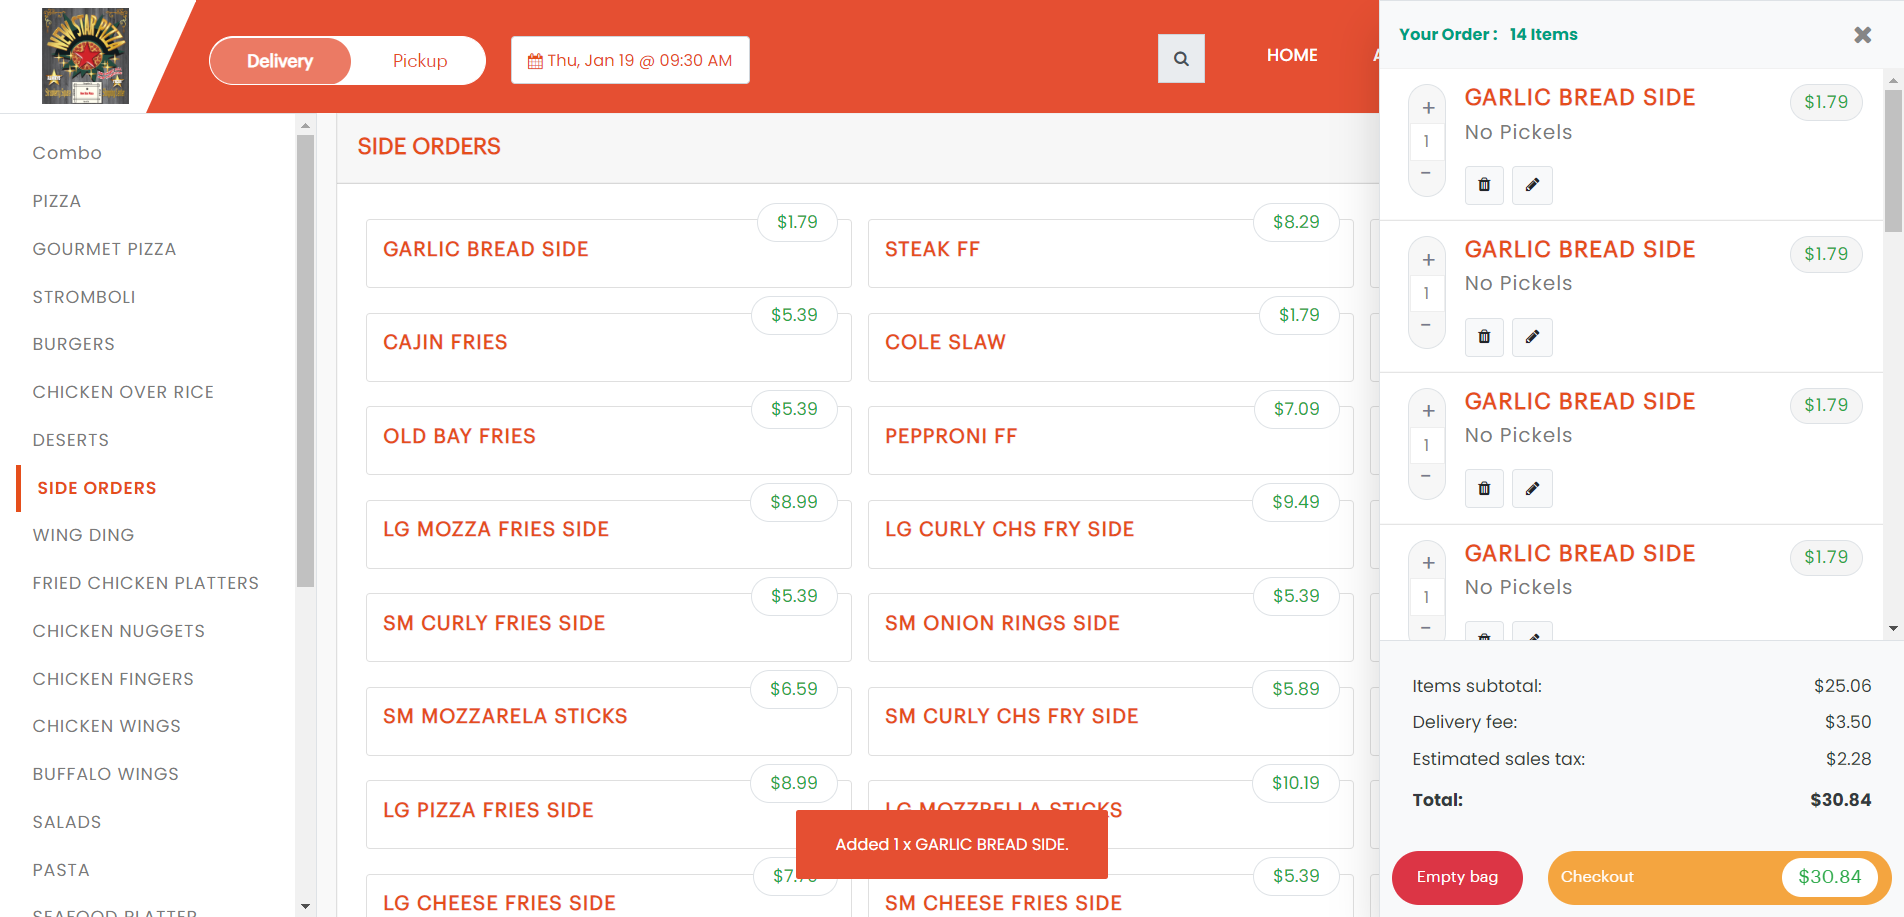 NEW STAR PIZZA
Delivery
Pickup
Thu, Jan 19 @ 09:30 AM
HOME
Combo
PIZZA
GOURMET PIZZA
STROMBOLI
BURGERS
CHICKEN OVER RICE
DESERTS
SIDE ORDERS
WING DING
FRIED CHICKEN PLATTERS
CHICKEN NUGGETS
CHICKEN FINGERS
CHICKEN WINGS
BUFFALO WINGS
SALADS
PASTA
SEAFOOD PLATTER
SIDE ORDERS
$1.79
GARLIC BREAD SIDE
$8.29
STEAK FF
$5.39
CAJIN FRIES
$1.79
COLE SLAW
$5.39
OLD BAY FRIES
$7.09
PEPPRONI FF
$8.99
LG MOZZA FRIES SIDE
$9.49
LG CURLY CHS FRY SIDE
$5.39
SM CURLY FRIES SIDE
$5.39
SM ONION RINGS SIDE
$6.59
SM MOZZARELA STICKS
$5.89
SM CURLY CHS FRY SIDE
$8.99
LG PIZZA FRIES SIDE
$10.19
LG MOZZRELLA STICKS
LG CHEESE FRIES SIDE
$5.39
SM CHEESE FRIES SIDE
Added 1 x GARLIC BREAD SIDE.
Your Order : 14 Items
+
1
−
GARLIC BREAD SIDE
$1.79
No Pickels
+
1
−
GARLIC BREAD SIDE
$1.79
No Pickels
+
1
−
GARLIC BREAD SIDE
$1.79
No Pickels
+
1
−
GARLIC BREAD SIDE
$1.79
No Pickels
Items subtotal: $25.06
Delivery fee: $3.50
Estimated sales tax: $2.28
Total: $30.84
Empty bag
Checkout $30.84